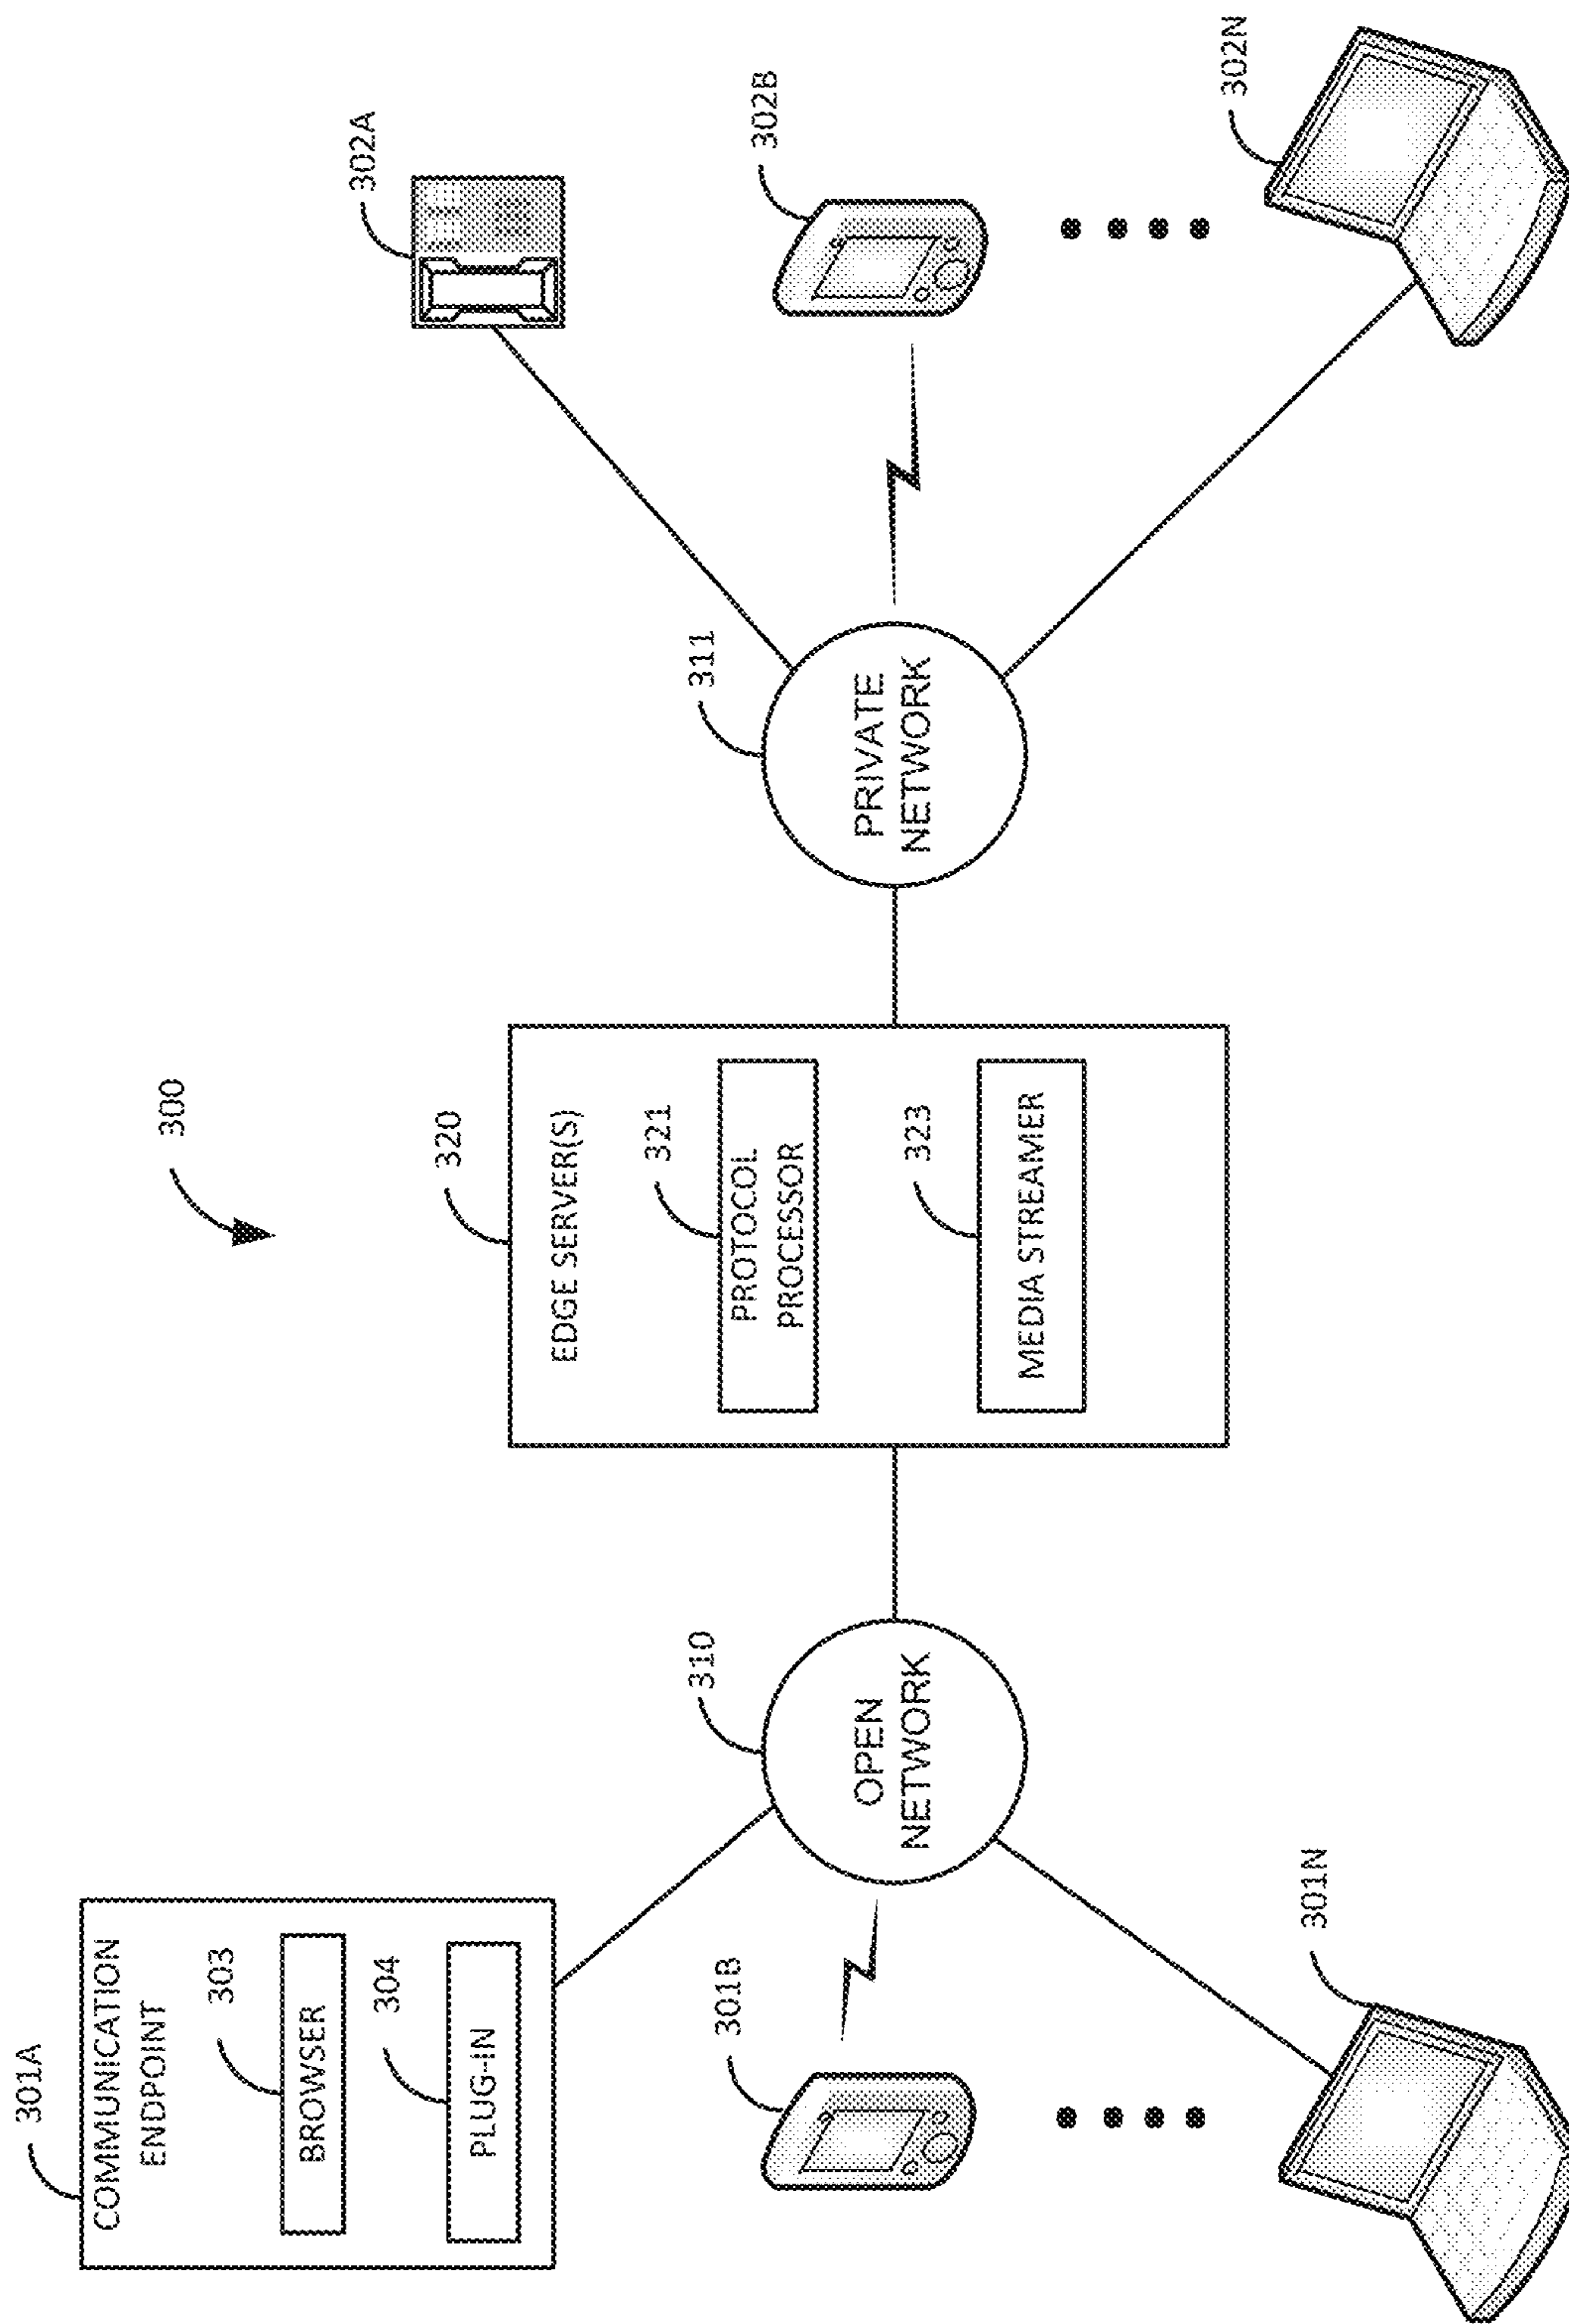 300
301A
COMMUNICATION
ENDPOINT
303
BROWSER
304
PLUG-IN
301B
301N
310
OPEN
NETWORK
320
EDGE SERVER(S)
321
PROTOCOL
PROCESSOR
323
MEDIA STREAMER
311
PRIVATE
NETWORK
302A
302B
302N